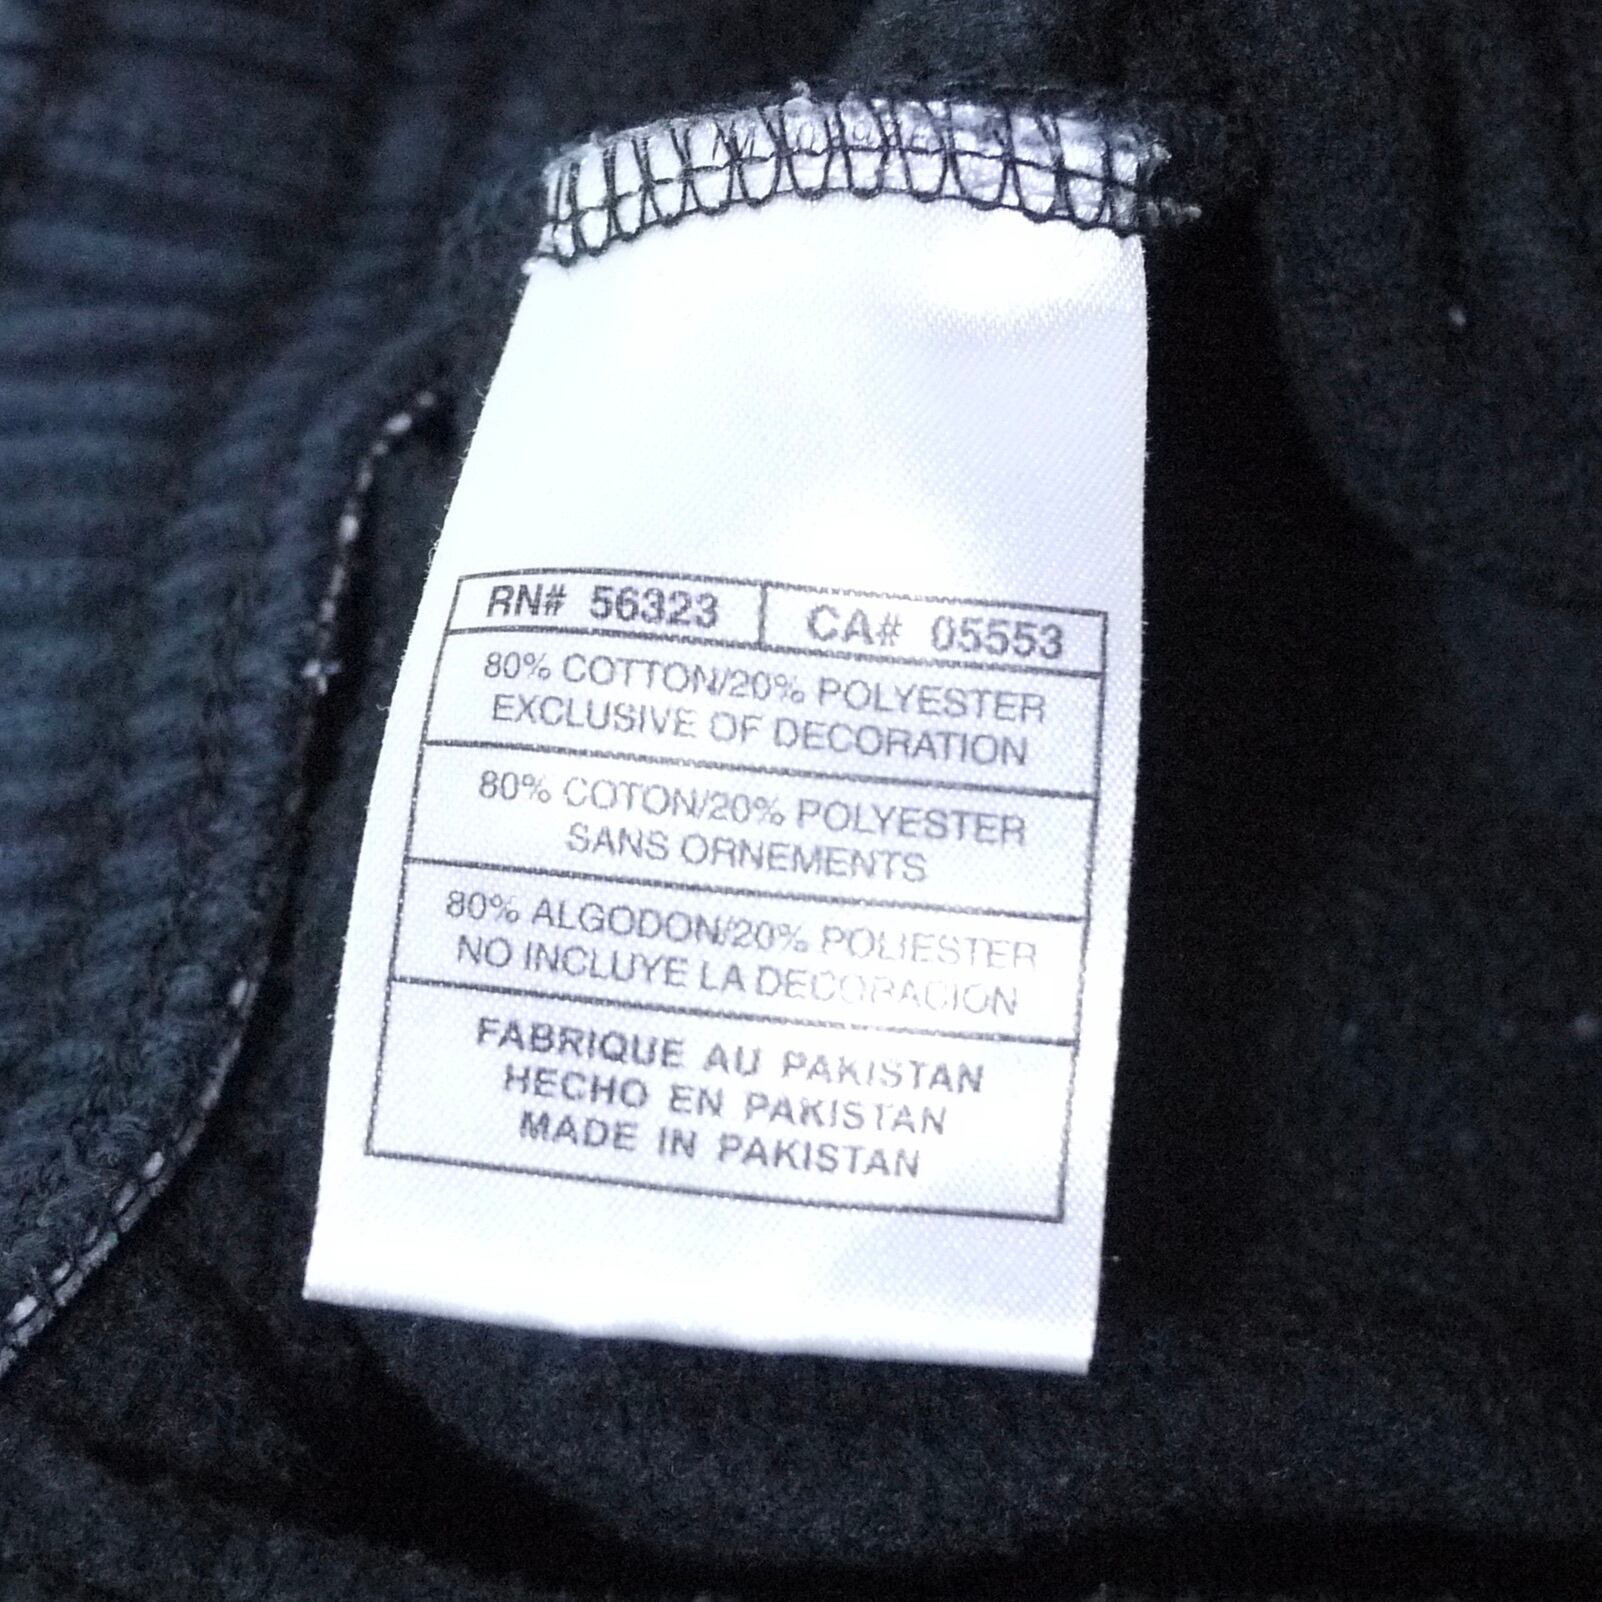 RN# 56323 CA# 05553
80% COTTON/20% POLYESTER
EXCLUSIVE OF DECORATION
80% COTON/20% POLYESTER
SANS ORNEMENTS
80% ALGODON/20% POLIESTER
NO INCLUYE LA DECORACION
FABRIQUE AU PAKISTAN
HECHO EN PAKISTAN
MADE IN PAKISTAN